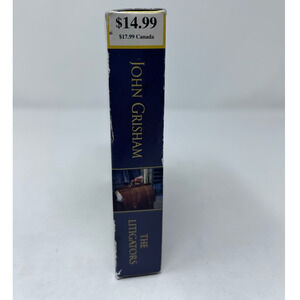 $14.99
$17.99 Canada
JOHN GRISHAM
THE
LITIGATORS